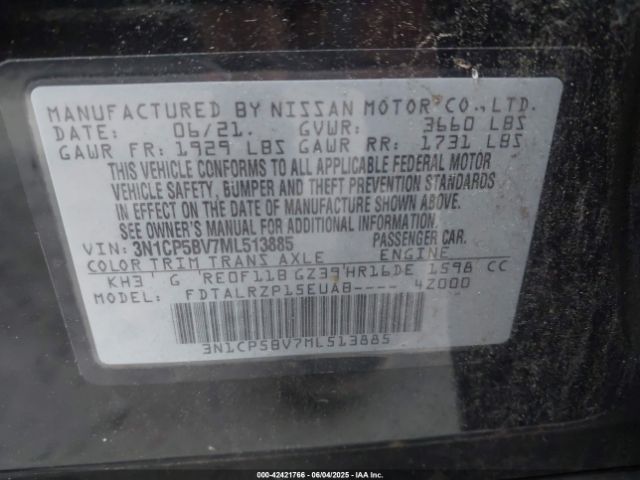 MANUFACTURED BY NISSAN MOTOR CO., LTD.
DATE: 06/21. GVWR: 3660 LBS
GAWR FR: 1929 LBS GAWR RR: 1731 LBS
THIS VEHICLE CONFORMS TO ALL APPLICABLE FEDERAL MOTOR
VEHICLE SAFETY, BUMPER AND THEFT PREVENTION STANDARDS
IN EFFECT ON THE DATE OF MANUFACTURE SHOWN ABOVE.
SEE OWNER'S MANUAL FOR ADDITIONAL INFORMATION.
VIN: 3N1CP5BV7ML513885 PASSENGER CAR.
COLOR TRIM TRANS AXLE ENGINE
KH3 G RE0F11B GZ39 HR16DE 1598 CC
MODEL: FDTALRZP15EUAB---- 4Z000
3N1CP5BV7ML513885
000-42421766 | 06/04/2025 - IAA, Inc.